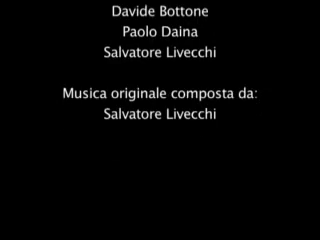 Davide Bottone
Paolo Daina
Salvatore Livecchi
Musica originale composta da:
Salvatore Livecchi